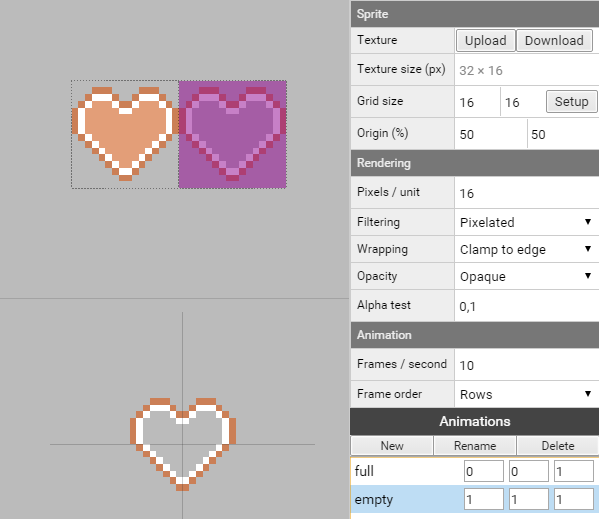 Sprite
Texture Upload Download
Texture size (px) 32 × 16
Grid size 16 16 Setup
Origin (%) 50 50
Rendering
Pixels / unit 16
Filtering Pixelated
Wrapping Clamp to edge
Opacity Opaque
Alpha test 0,1
Animation
Frames / second 10
Frame order Rows
Animations
New Rename Delete
full 0 0 1
empty 1 1 1